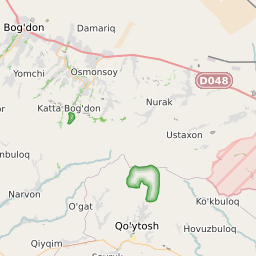 Bog'don
Damariq
Yomchi
Osmonsoy
D048
Katta Bog'don
Nurak
Ustaxon
nbuloq
Narvon
O'gat
Ko'kbuloq
Qo'ytosh
Hovuzbuloq
Qiyqim